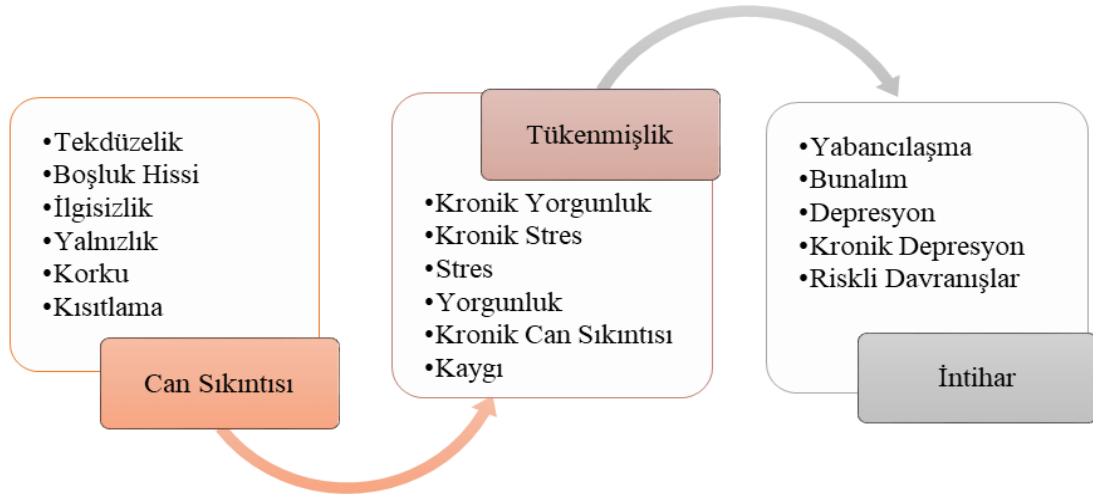 •Tekdüzelik
•Boşluk Hissi
•İlgisizlik
•Yalnızlık
•Korku
•Kısıtlama
Can Sıkıntısı
Tükenmişlik
•Kronik Yorgunluk
•Kronik Stres
•Stres
•Yorgunluk
•Kronik Can Sıkıntısı
•Kaygı
•Yabancılaşma
•Bunalım
•Depresyon
•Kronik Depresyon
•Riskli Davranışlar
İntihar